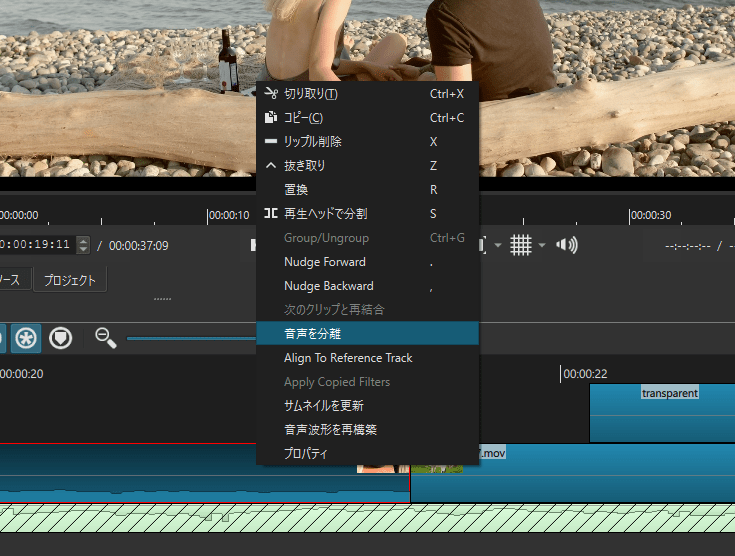 切り取り(T) Ctrl+X
コピー(C) Ctrl+C
リップル削除 X
抜き取り Z
置換 R
再生ヘッドで分割 S
Group/Ungroup Ctrl+G
Nudge Forward .
Nudge Backward ,
次のクリップと再結合
音声を分離
Align To Reference Track
Apply Copied Filters
サムネイルを更新
音声波形を再構築
プロパティ
00:00:00
00:00:10
00:00:30
0:00:19:11 / 00:00:37:09
--:--:--:-- /
ース
プロジェクト
00:00:20
00:00:22
transparent
.mov